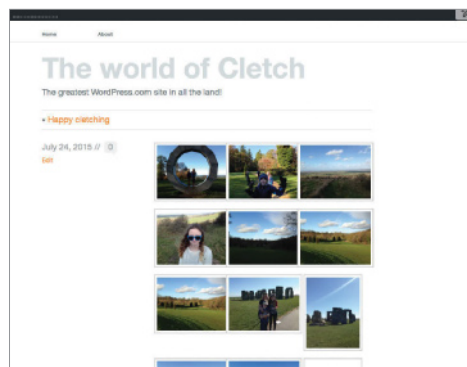 Home About
The world of Cletch
The greatest WordPress.com site in all the land!
« Happy cletching
July 24, 2015 // 0
Edit